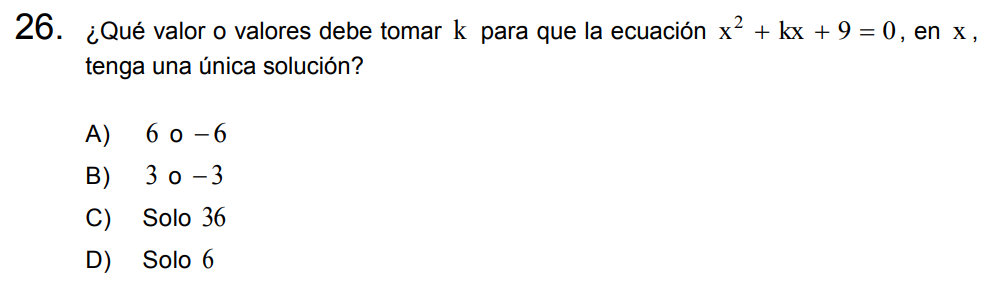 26. ¿Qué valor o valores debe tomar k para que la ecuación x² + kx + 9 = 0, en x,
tenga una única solución?
A) 6 o −6
B) 3 o −3
C) Solo 36
D) Solo 6